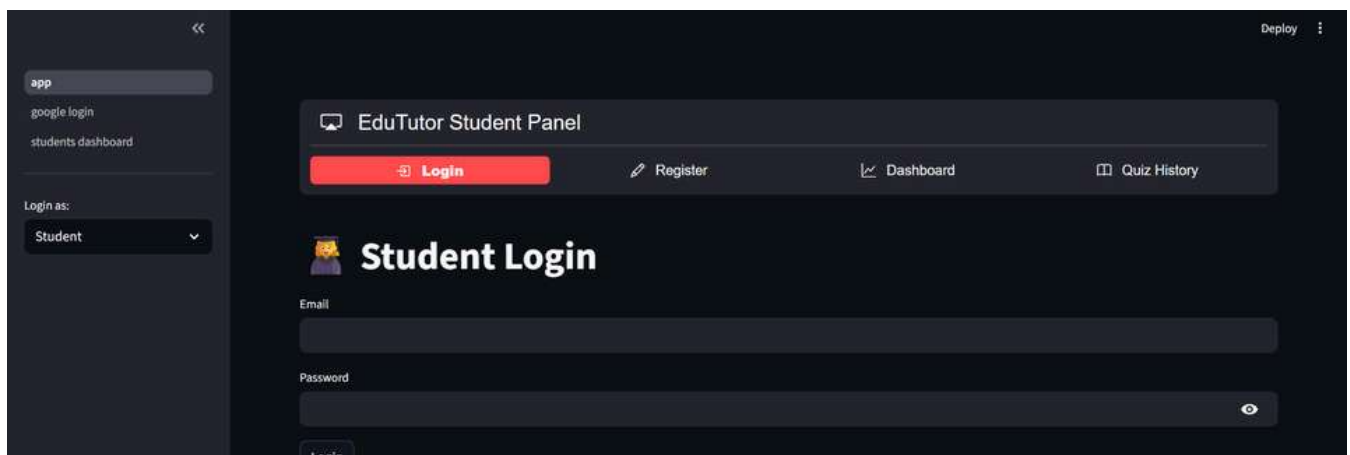 Deploy
app
google login
students dashboard
Login as:
Student
EduTutor Student Panel
Login
Register
Dashboard
Quiz History
Student Login
Email
Password